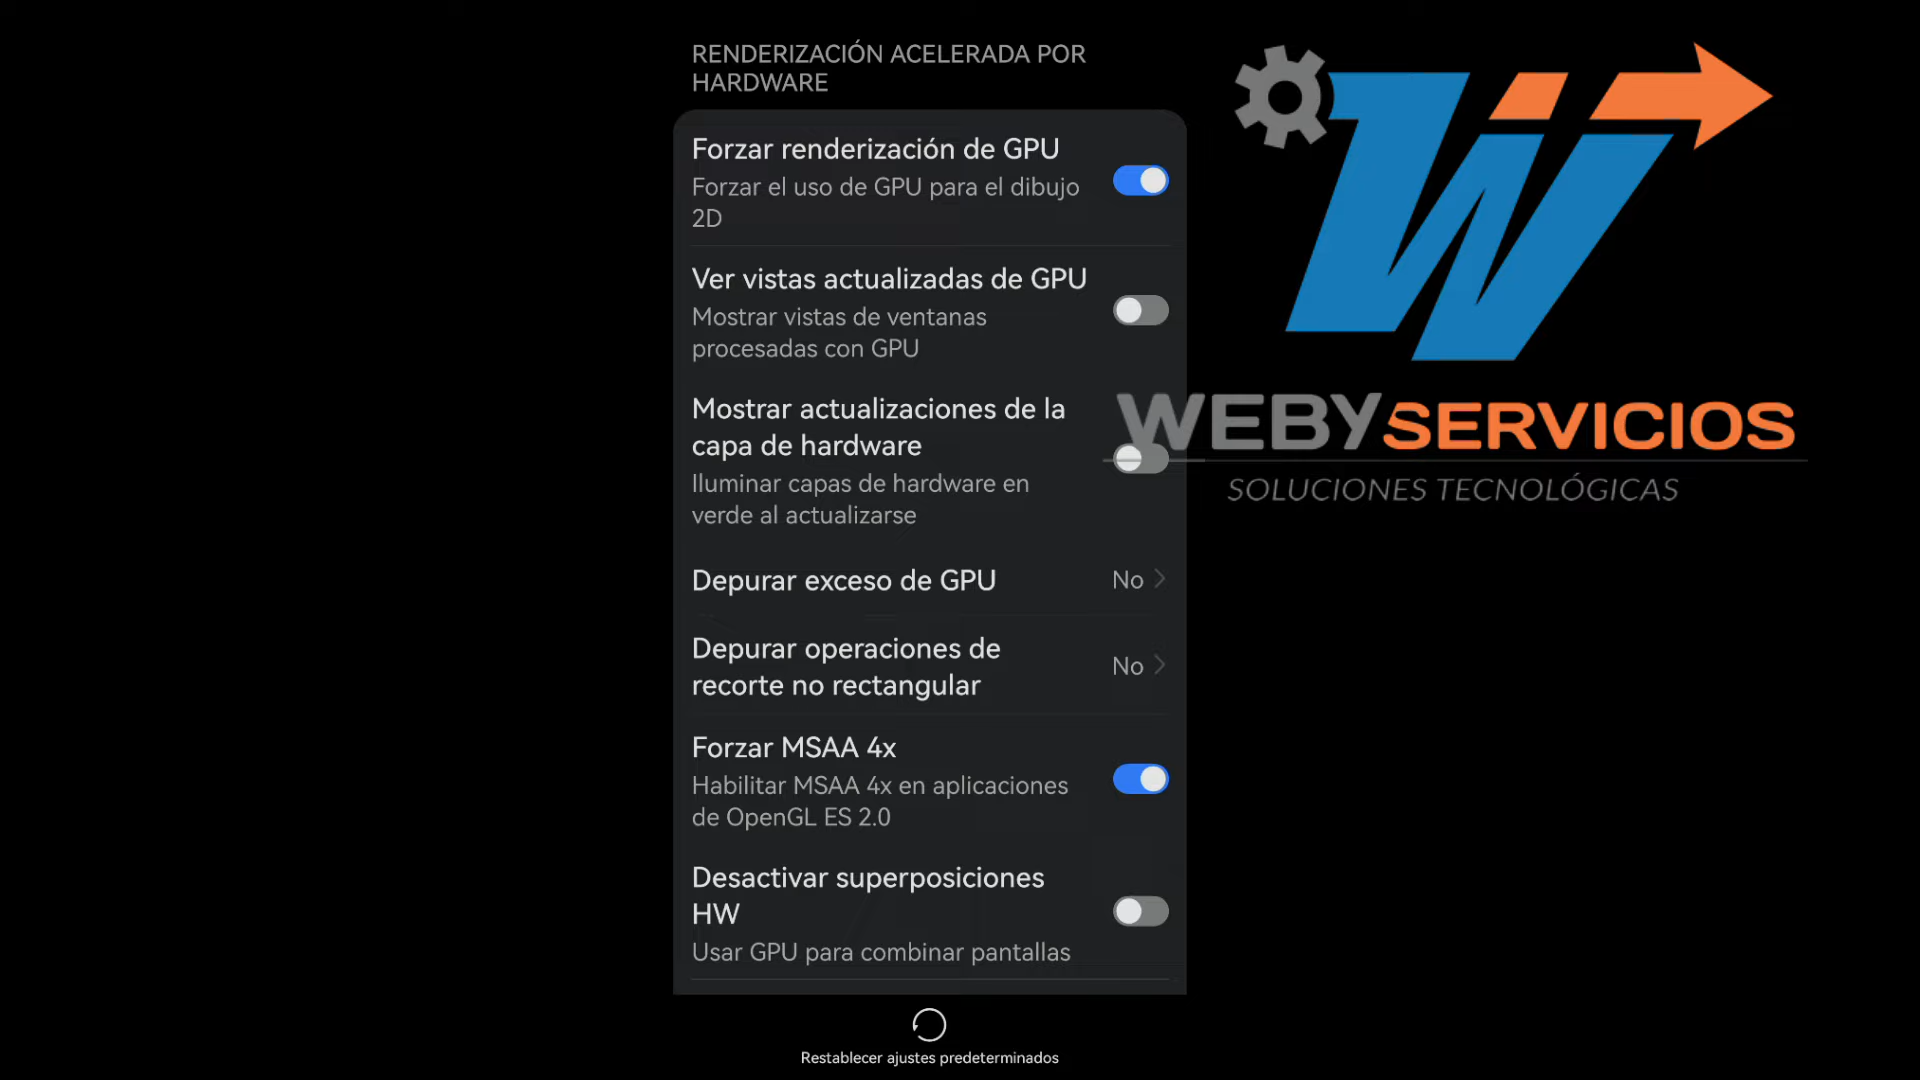 RENDERIZACIÓN ACELERADA POR
HARDWARE
Forzar renderización de GPU
Forzar el uso de GPU para el dibujo
2D
Ver vistas actualizadas de GPU
Mostrar vistas de ventanas
procesadas con GPU
Mostrar actualizaciones de la
capa de hardware
Iluminar capas de hardware en
verde al actualizarse
Depurar exceso de GPU
No
Depurar operaciones de
recorte no rectangular
No
Forzar MSAA 4x
Habilitar MSAA 4x en aplicaciones
de OpenGL ES 2.0
Desactivar superposiciones
HW
Usar GPU para combinar pantallas
Restablecer ajustes predeterminados
WEBYSERVICIOS
SOLUCIONES TECNOLÓGICAS